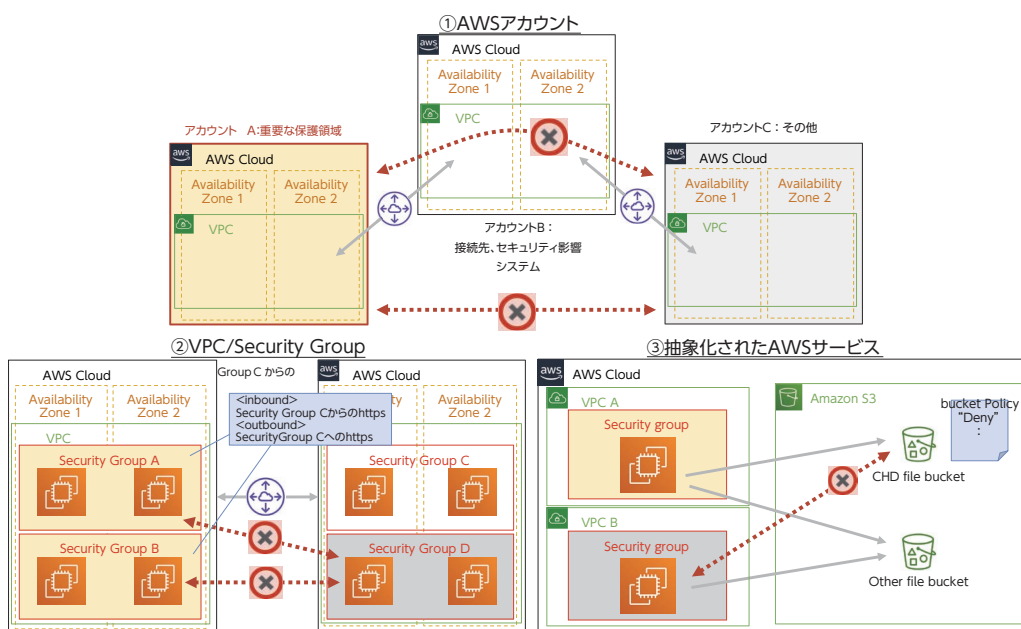 ①AWSアカウント
aws
AWS Cloud
Availability
Zone 1
Availability
Zone 2
VPC
アカウント　A:重要な保護領域
aws
AWS Cloud
Availability
Zone 1
Availability
Zone 2
VPC
アカウントC：その他
aws
AWS Cloud
Availability
Zone 1
Availability
Zone 2
VPC
アカウントB：
接続先、セキュリティ影響
システム
②VPC/Security Group
AWS Cloud
Group C からの
Availability
Zone 1
Availability
Zone 2
<inbound>
Security Group Cからのhttps
<outbound>
SecurityGroup Cへのhttps
VPC
Security Group A
Security Group B
aws
AWS Cloud
Availability
Zone 2
Security Group C
Security Group D
③抽象化されたAWSサービス
aws
AWS Cloud
VPC A
Security group
VPC B
Security group
Amazon S3
bucket Policy
"Deny"
:
CHD file bucket
Other file bucket